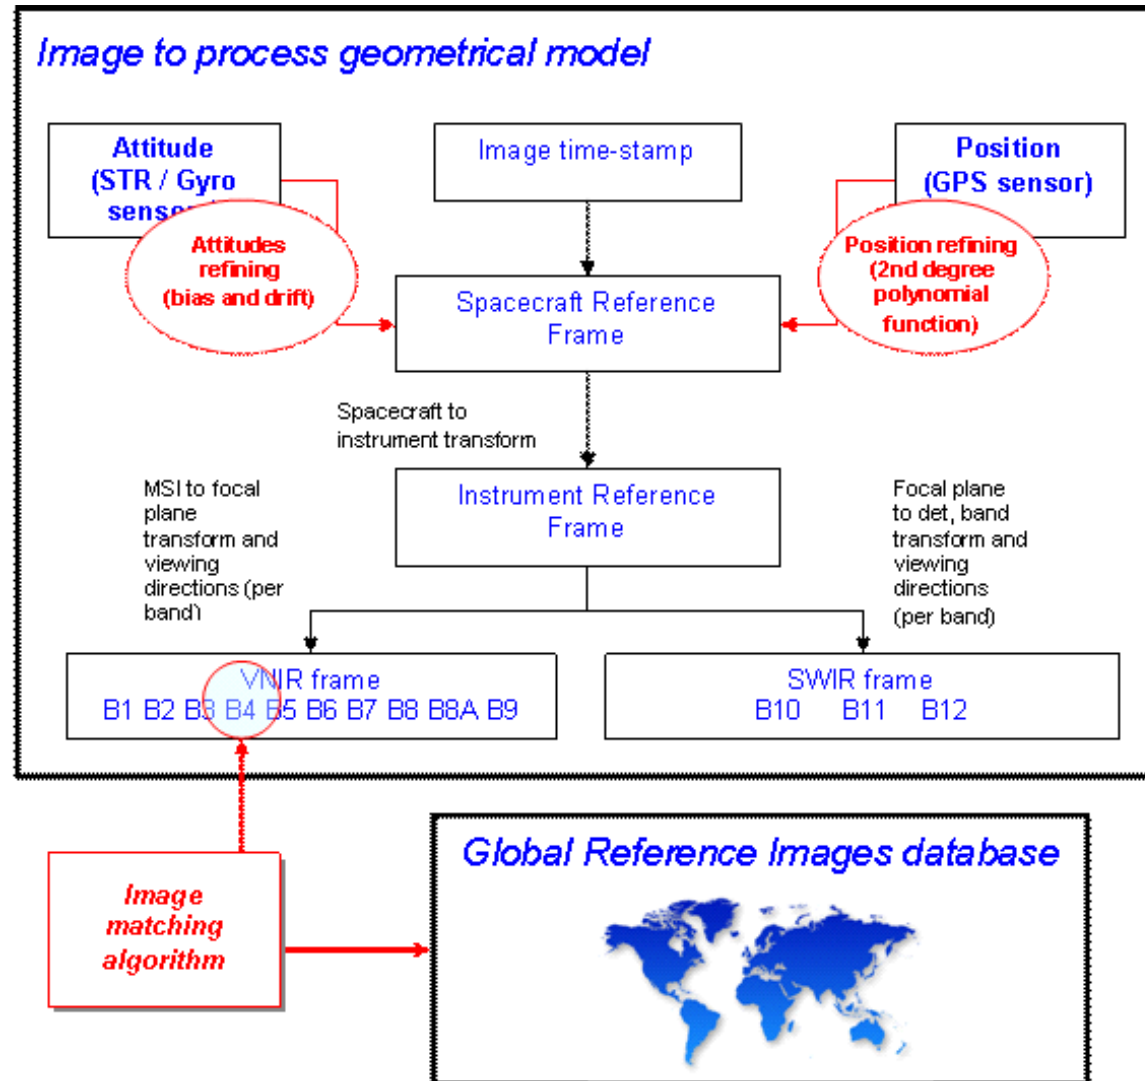 Image to process geometrical model
Attitude
(STR / Gyro
Image time-stamp
Position
(GPS sensor)
Attitudes
refining
(bias and drift)
Position refining
(2nd degree
polynomial
function)
Spacecraft Reference
Frame
Spacecraft to
instrument transform
MSI to focal
plane
transform and
viewing
directions (per
band)
Instrument Reference
Frame
Focal plane
to det, band
transform and
viewing
directions
(per band)
VNIR frame
B1 B2 B3 B4 B5 B6 B7 B8 B8A B9
SWIR frame
B10 B11 B12
Image
matching
algorithm
Global Reference Images database